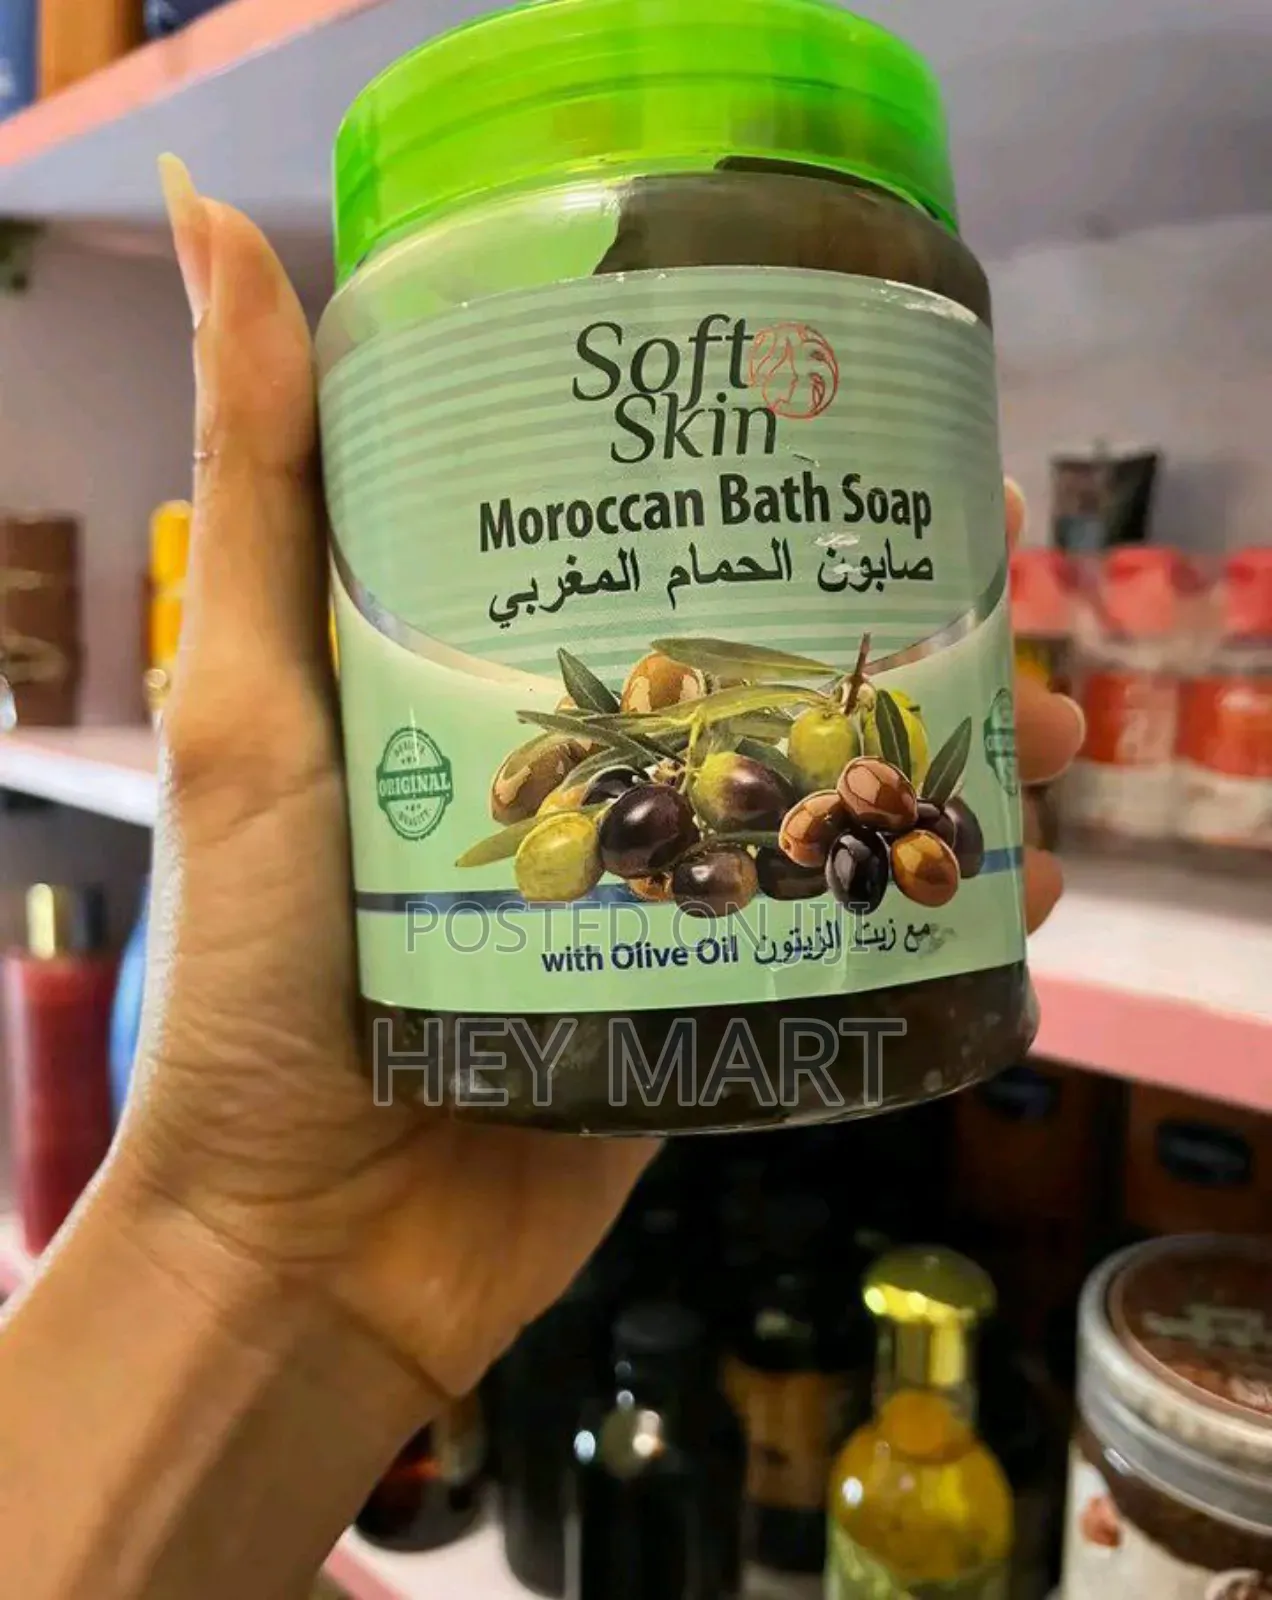 Soft
Skin
Moroccan Bath Soap
صابون الحمام المغربي
ORIGINAL
QUALITY
with Olive Oil مع زيت الزيتون
POSTED ON JIJI
HEY MART